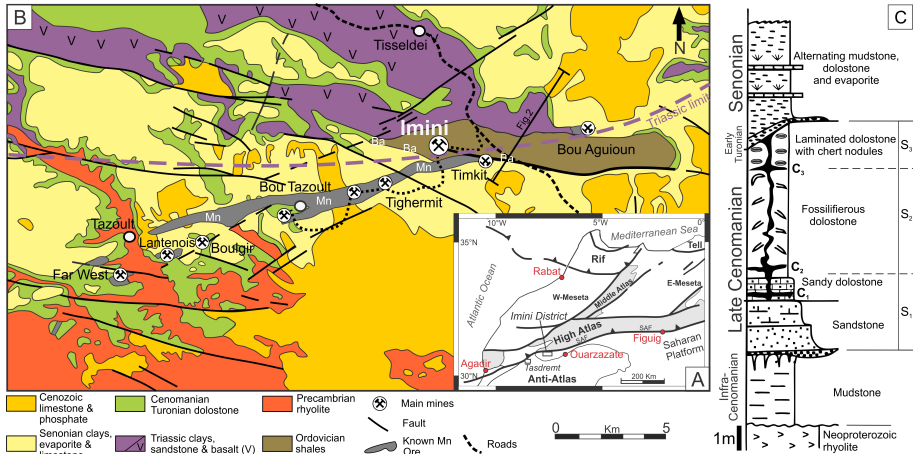 B
V
V
V
V
V
Tisseldei
N
Triassic limit
Fig.2
Imini
Ba
Ba
Ba
Bou Aguioun
Mn
Timkit
Bou Tazoult
Mn
Tighermit
Mn
Tazoult
Lantenois
Boulgir
Far West
10°W
5°W
0°
35°N
Mediterranean Sea
Tell
Rif
Rabat
Atlantic Ocean
W-Meseta
Middle Atlas
E-Meseta
Imini District
High Atlas
SAF
SAF
Figuig
Saharan
Platform
Agadir
Ouarzazate
Tasdremt
30°N
Anti-Atlas
200 Km
A
Cenozoic
limestone &
phosphate
Cenomanian
Turonian dolostone
Precambrian
rhyolite
Main mines
Fault
Senonian clays,
evaporite &
limestone
V
Triassic clays,
sandstone & basalt (V)
Ordovician
shales
Known Mn
Ore
Roads
0
Km
5
C
Senonian
Alternating mudstone,
dolostone
and evaporite
Early
Turonian
Laminated dolostone
with chert nodules
S3
C3
Late Cenomanian
Fossilifierous
dolostone
S2
C2
Sandy dolostone
C1
S1
Sandstone
Infra-
Cenomanian
Mudstone
1m
Neoproterozoic
rhyolite